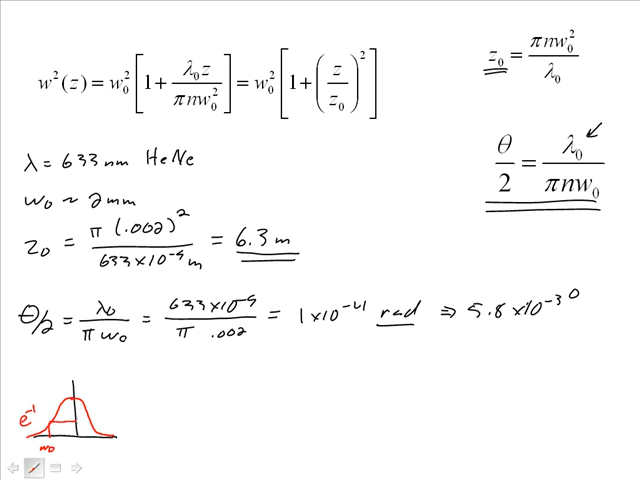 w²(z) = w₀² [1 + λ₀z / πnw₀²] = w₀² [1 + (z / z₀)²]
z₀ = πnw₀² / λ₀
θ/2 = λ₀ / πnw₀
λ = 633 nm HeNe
w₀ ~ 2mm
z₀ = π (.002)² / 633 x 10⁻⁹ m = 6.3 m
θ/2 = λ₀ / π w₀ = 633 x 10⁻⁹ / π .002 = 1 x 10⁻⁴ rad ⇒ 5.8 x 10⁻³ °
e⁻¹
w₀